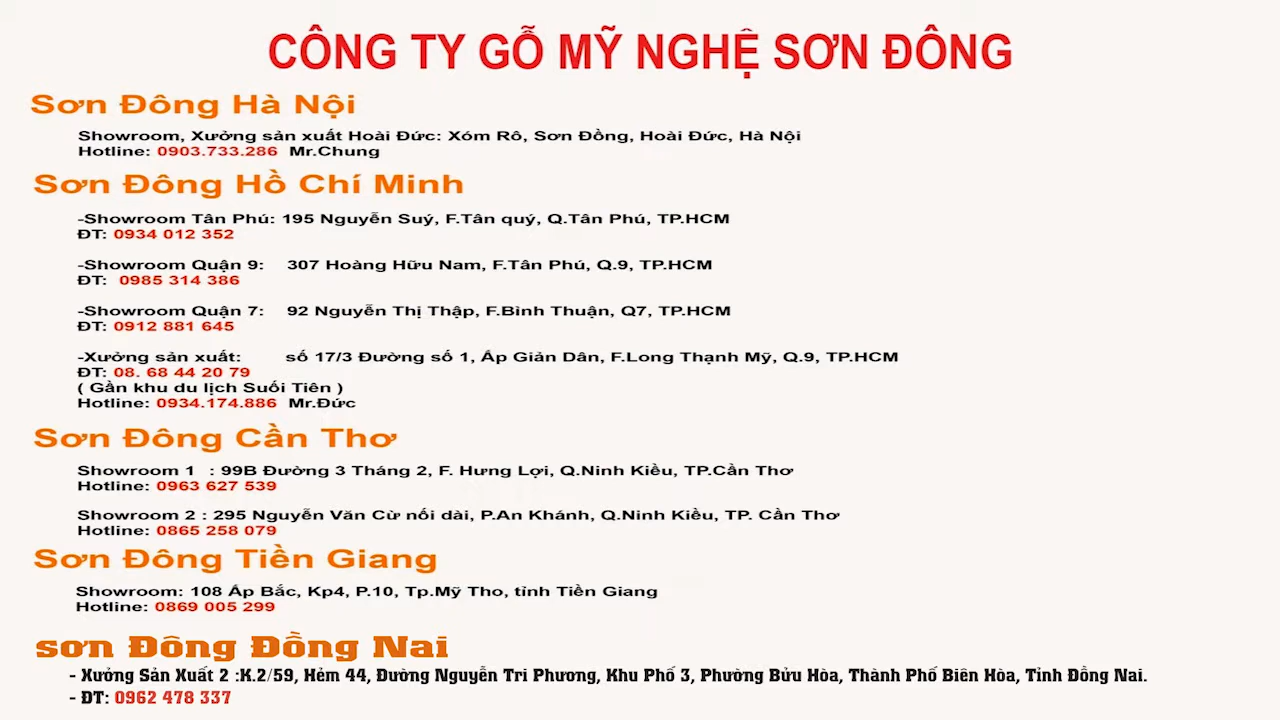 CÔNG TY GỖ MỸ NGHỆ SƠN ĐÔNG
Sơn Đông Hà Nội
Showroom, Xưởng sản xuất Hoài Đức: Xóm Rô, Sơn Đồng, Hoài Đức, Hà Nội
Hotline: 0903.733.286 Mr.Chung
Sơn Đông Hồ Chí Minh
-Showroom Tân Phú: 195 Nguyễn Suý, F.Tân quý, Q.Tân Phú, TP.HCM
ĐT: 0934 012 352
-Showroom Quận 9: 307 Hoàng Hữu Nam, F.Tân Phú, Q.9, TP.HCM
ĐT: 0985 314 386
-Showroom Quận 7: 92 Nguyễn Thị Thập, F.Bình Thuận, Q7, TP.HCM
ĐT: 0912 881 645
-Xưởng sản xuất: số 17/3 Đường số 1, Ấp Giản Dân, F.Long Thạnh Mỹ, Q.9, TP.HCM
ĐT: 08. 68 44 20 79
( Gần khu du lịch Suối Tiên )
Hotline: 0934.174.886 Mr.Đức
Sơn Đông Cần Thơ
Showroom 1 : 99B Đường 3 Tháng 2, F. Hưng Lợi, Q.Ninh Kiều, TP.Cần Thơ
Hotline: 0963 627 539
Showroom 2 : 295 Nguyễn Văn Cừ nối dài, P.An Khánh, Q.Ninh Kiều, TP. Cần Thơ
Hotline: 0865 258 079
Sơn Đông Tiền Giang
Showroom: 108 Ấp Bắc, Kp4, P.10, Tp.Mỹ Tho, tỉnh Tiền Giang
Hotline: 0869 005 299
sơn Đông Đồng Nai
- Xưởng Sản Xuất 2 :K.2/59, Hẻm 44, Đường Nguyễn Tri Phương, Khu Phố 3, Phường Bửu Hòa, Thành Phố Biên Hòa, Tỉnh Đồng Nai.
- ĐT: 0962 478 337